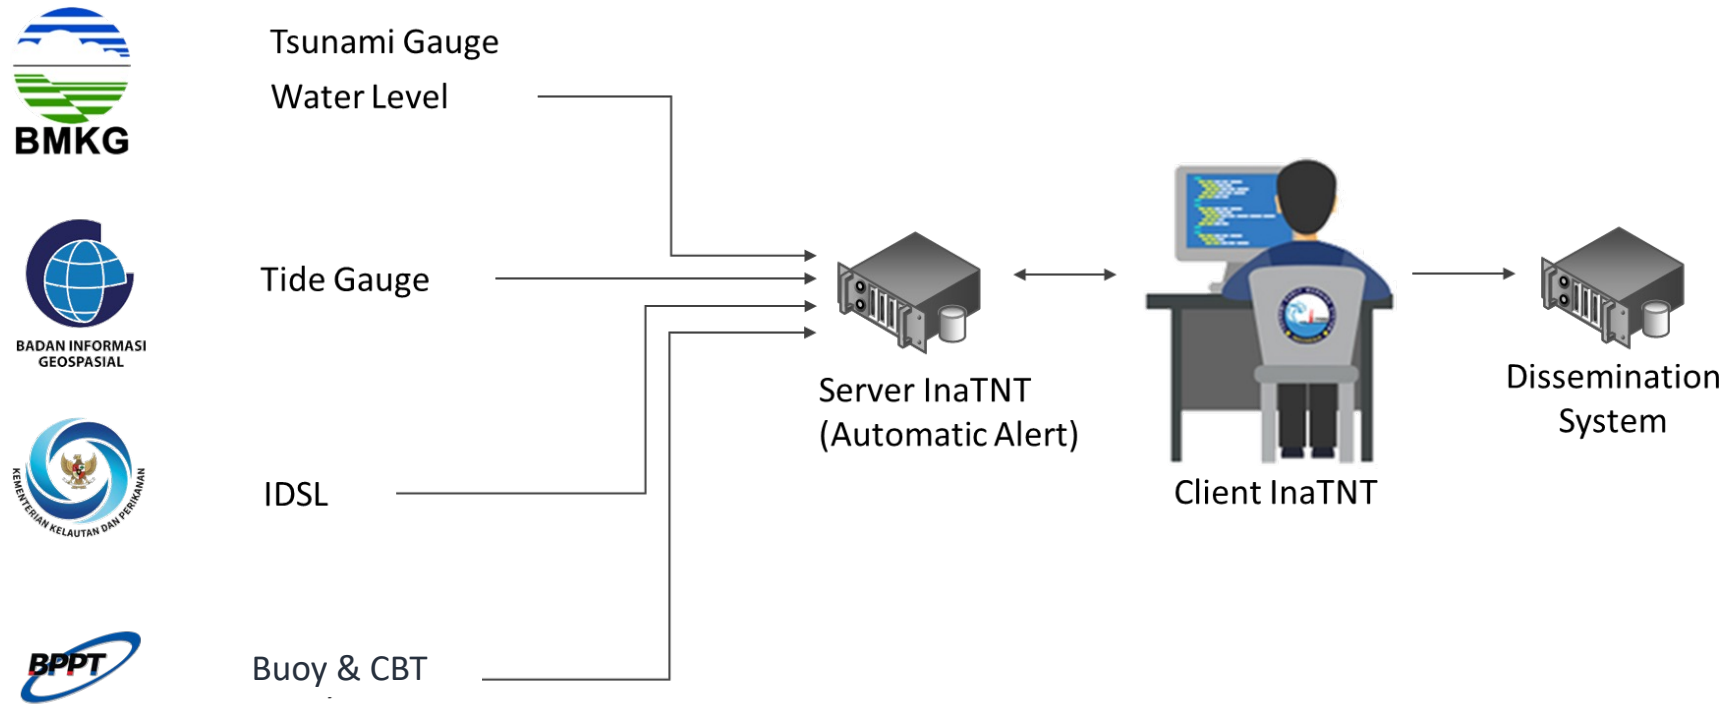 BMKG
Tsunami Gauge
Water Level
BADAN INFORMASI
GEOSPASIAL
Tide Gauge
KEMENTERIAN KELAUTAN DAN PERIKANAN
IDSL
BPPT
Buoy & CBT
Server InaTNT
(Automatic Alert)
Client InaTNT
Dissemination
System